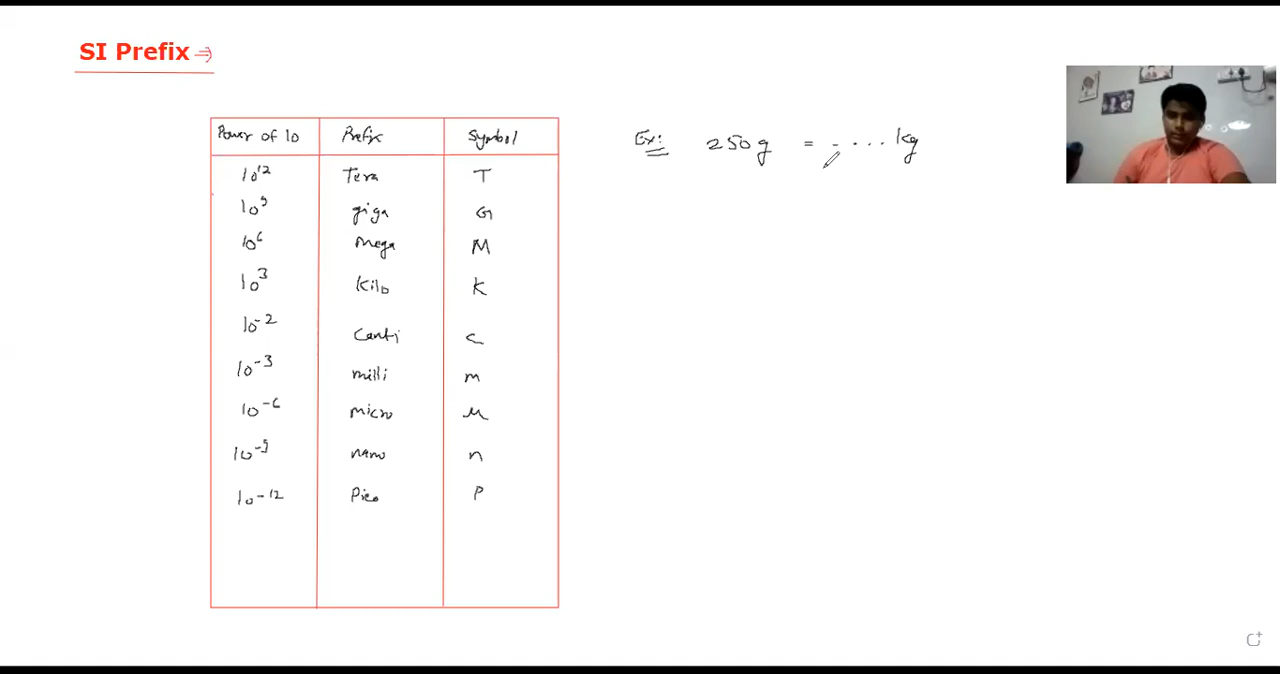 SI Prefix ⇒
Power of 10 Prefix Symbol
10¹² Tera T
10⁹ giga G
10⁶ Mega M
10³ Kilo K
10⁻² Centi c
10⁻³ milli m
10⁻⁶ micro μ
10⁻⁹ nano n
10⁻¹² Pico P
Ex: 250g = .... kg